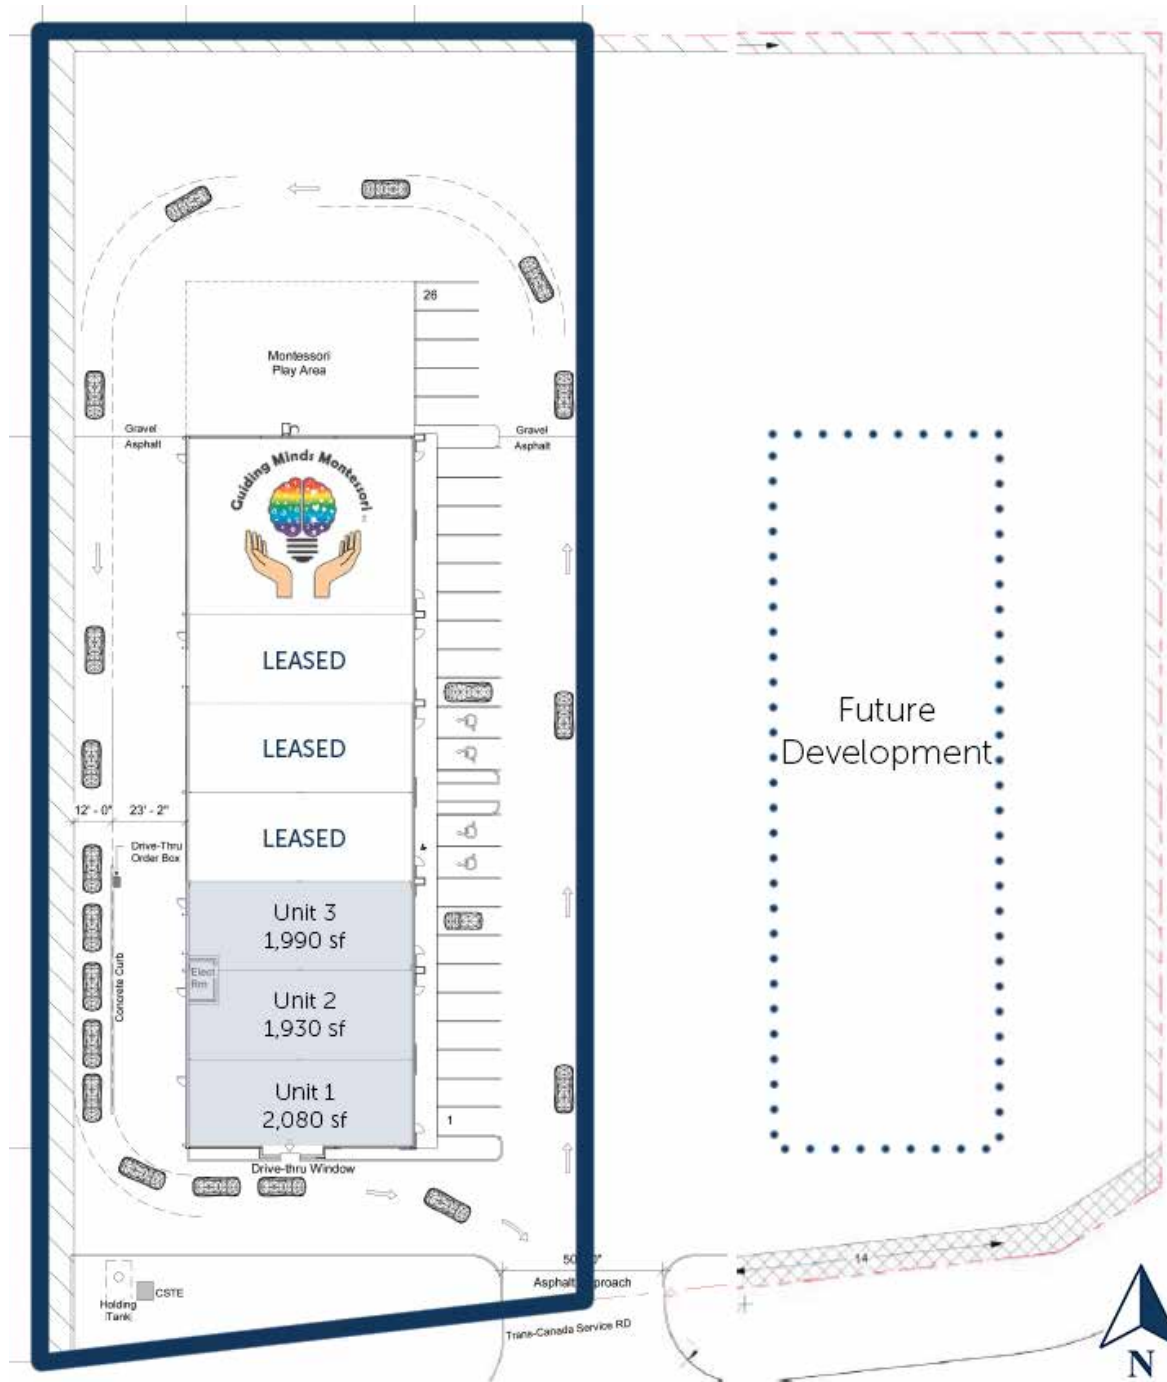 26
Montessori
Play Area
Gravel
Asphalt
Gravel
Asphalt
Guiding Minds Montessori
LEASED
LEASED
Future
Development
12' - 0" 23' - 2"
Drive-Thru
Order Box
LEASED
Concrete Curb
Unit 3
1,990 sf
Elect
Rm
Unit 2
1,930 sf
Unit 1
2,080 sf
1
Drive-thru Window
14
Asphalt
Holding
Tank
CSTE
Trans-Canada Service RD
N